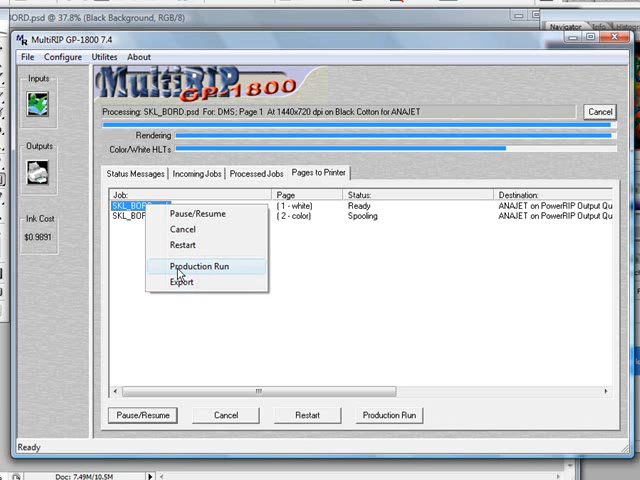 BORD.psd @ 37.8% (Black Background, RGB/8)
Navigator
Info
MultiRIP GP-1800 7.4
File Configure Utilites About
Inputs
MultiRIP
GP-1800
Processing: SKL_BORD.psd For: DMS; Page 1 At 1440x720 dpi on Black Cotton for ANAJET
Cancel
Rendering
Color/White HLTs
Outputs
Status Messages Incoming Jobs Processed Jobs Pages to Printer
Job: Page Status: Destination:
SKL_BO ( 1 - white) Ready ANAJET on PowerRIP Output Qu
SKL_BO ( 2 - color) Spooling ANAJET on PowerRIP Output Qu
Ink Cost
$0.9891
Pause/Resume
Cancel
Restart
Production Run
Export
Pause/Resume Cancel Restart Production Run
Ready
Doc: 7.49M/10.5M